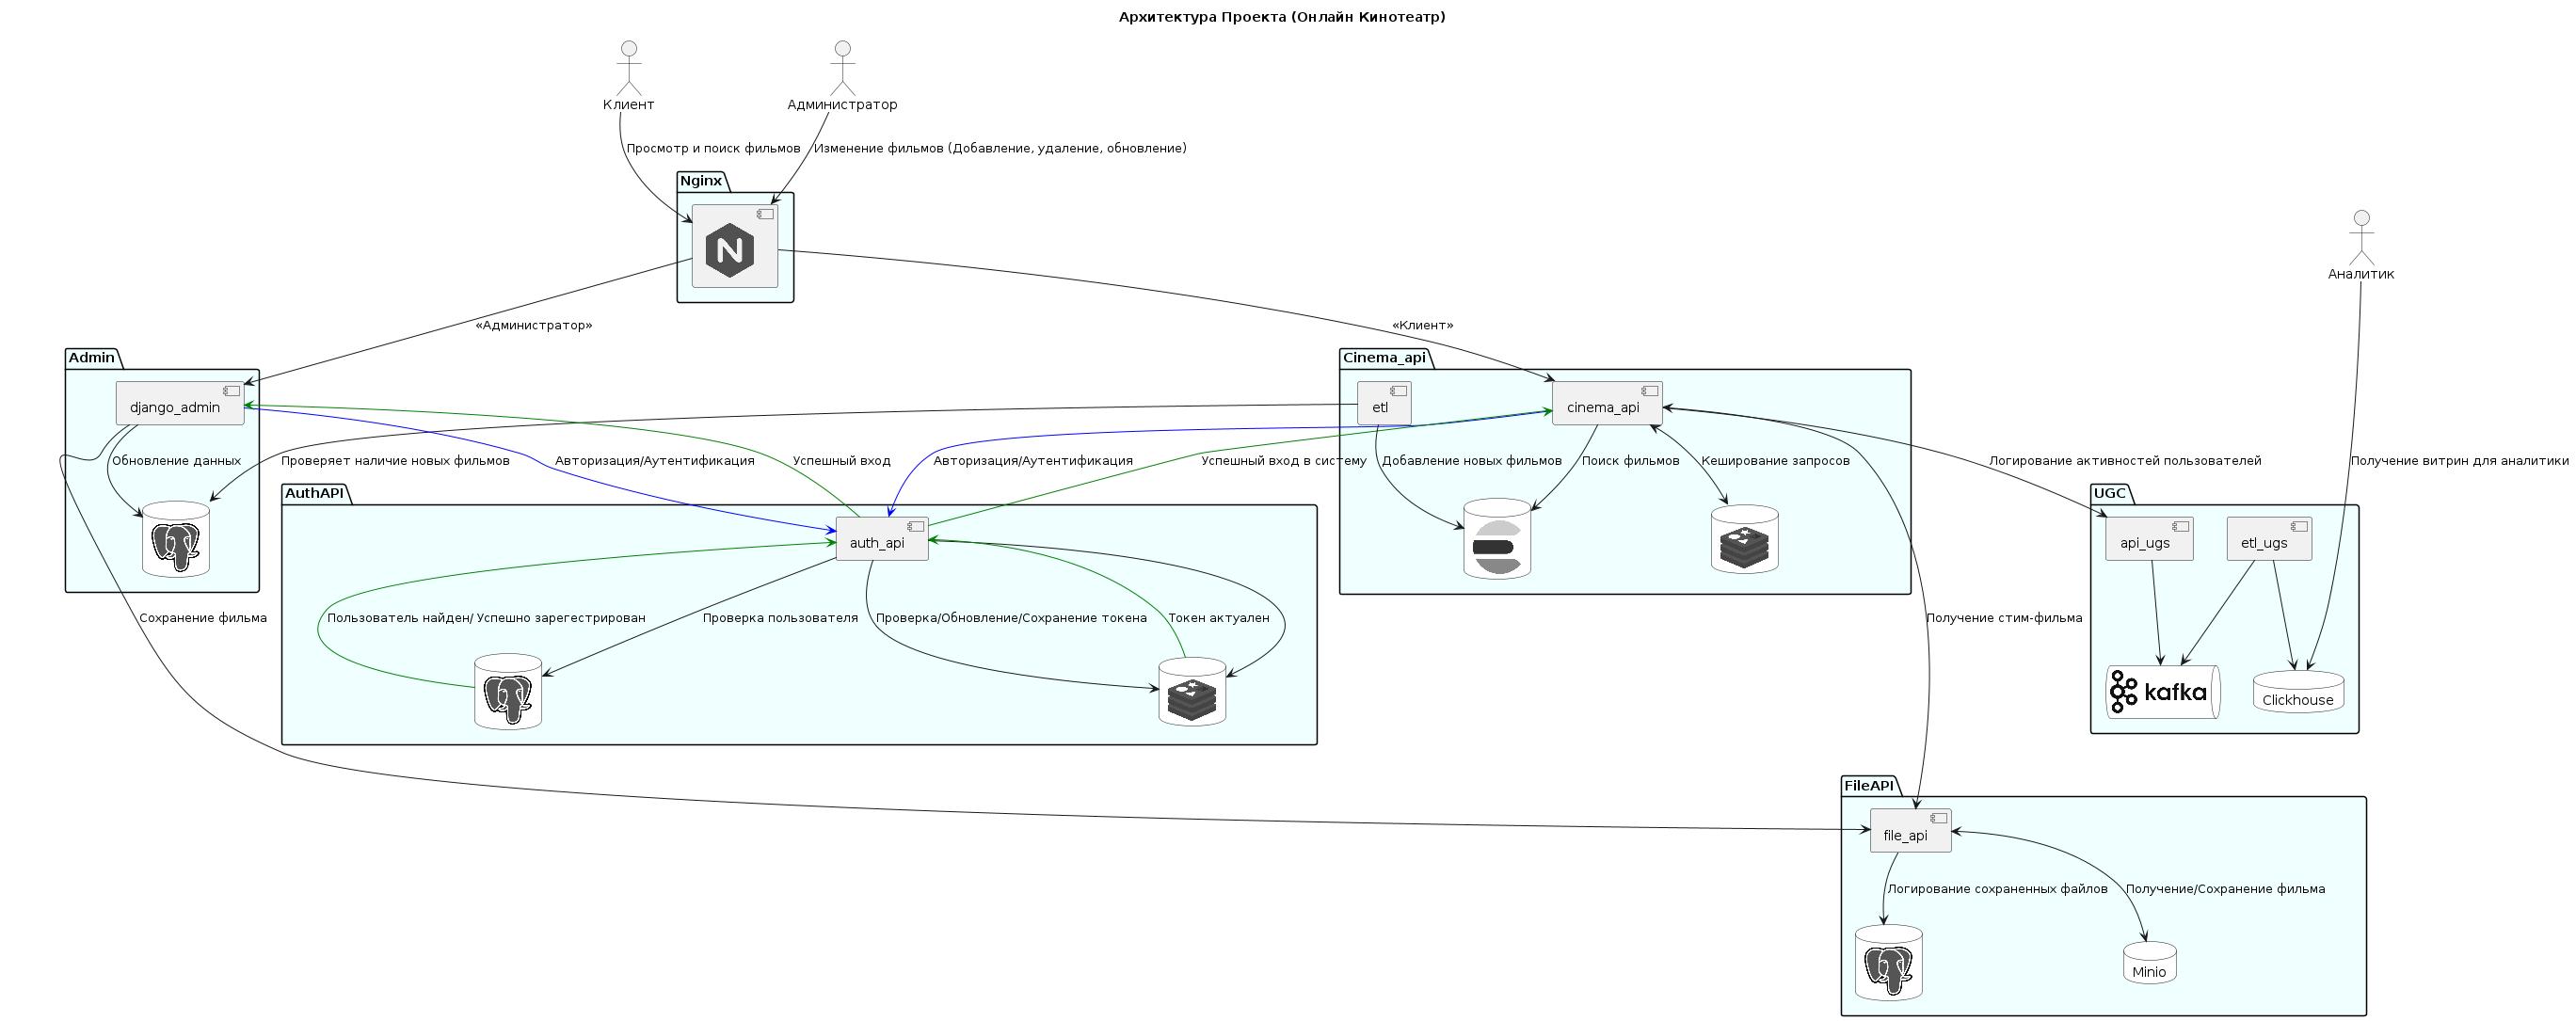 Архитектура Проекта (Онлайн Кинотеатр)
Клиент
Администратор
Просмотр и поиск фильмов
Изменение фильмов (Добавление, удаление, обновление)
Nginx
N
Аналитик
«Администратор»
«Клиент»
Admin
django_admin
Cinema_api
etl
cinema_api
Обновление данных
Проверяет наличие новых фильмов
Авторизация/Аутентификация
Успешный вход
Авторизация/Аутентификация
Успешный вход в систему
Добавление новых фильмов
Поиск фильмов
Кеширование запросов
Логирование активностей пользователей
Получение витрин для аналитики
AuthAPI
auth_api
UGC
api_ugs
etl_ugs
Сохранение фильма
Пользователь найден/ Успешно зарегестрирован
Проверка пользователя
Проверка/Обновление/Сохранение токена
Токен актуален
Получение стим-фильма
kafka
Clickhouse
FileAPI
file_api
Логирование сохраненных файлов
Получение/Сохранение фильма
Minio